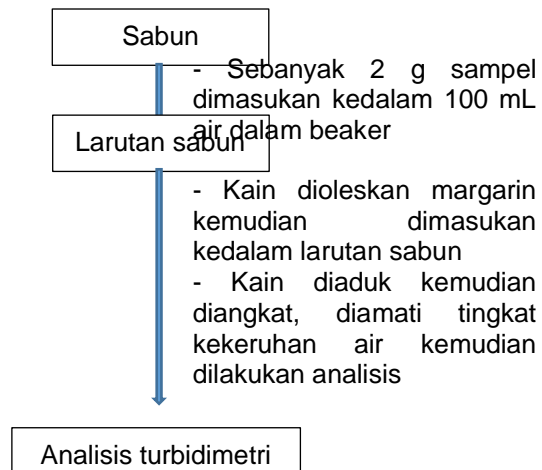 Sabun
- Sebanyak 2 g sampel
dimasukan kedalam 100 mL
air dalam beaker
Larutan sabun
- Kain dioleskan margarin
kemudian dimasukan
kedalam larutan sabun
- Kain diaduk kemudian
diangkat, diamati tingkat
kekeruhan air kemudian
dilakukan analisis
Analisis turbidimetri